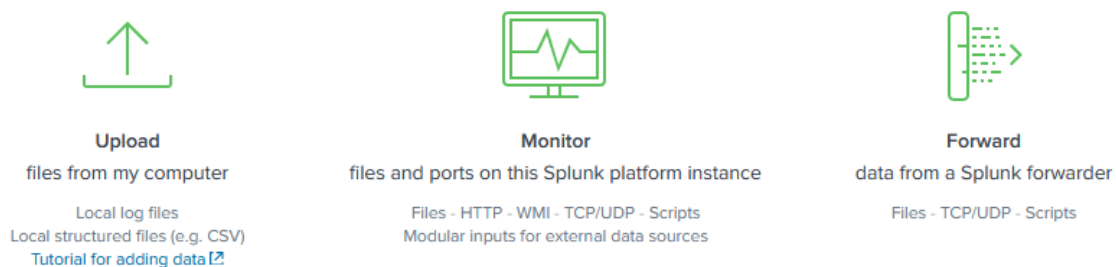 Upload
files from my computer
Local log files
Local structured files (e.g. CSV)
Tutorial for adding data
Monitor
files and ports on this Splunk platform instance
Files - HTTP - WMI - TCP/UDP - Scripts
Modular inputs for external data sources
Forward
data from a Splunk forwarder
Files - TCP/UDP - Scripts